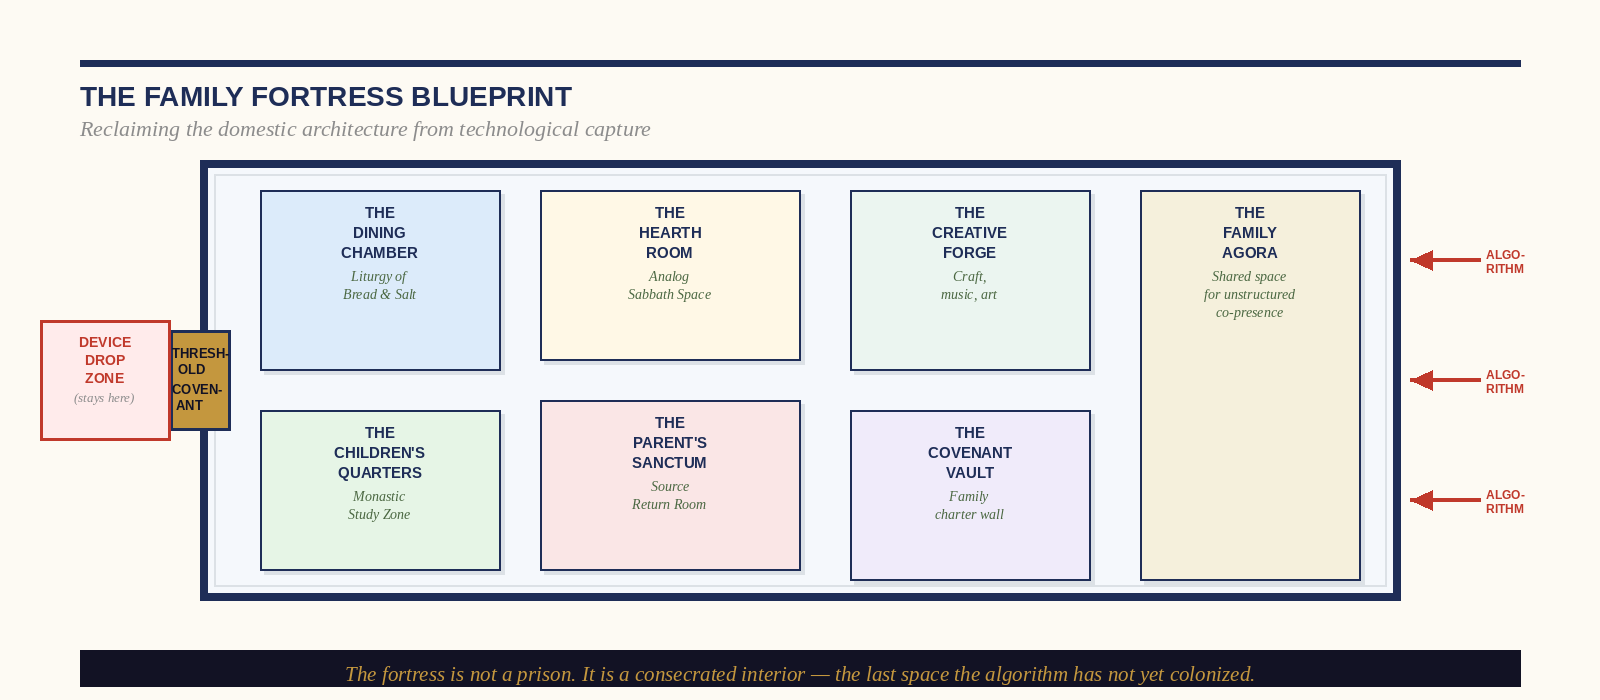 THE FAMILY FORTRESS BLUEPRINT
Reclaiming the domestic architecture from technological capture
DEVICE
DROP
ZONE
(stays here)
THRESH-
OLD
COVEN-
ANT
THE
DINING
CHAMBER
Liturgy of
Bread & Salt
THE
HEARTH
ROOM
Analog
Sabbath Space
THE
CREATIVE
FORGE
Craft,
music, art
THE
FAMILY
AGORA
Shared space
for unstructured
co-presence
THE
CHILDREN'S
QUARTERS
Monastic
Study Zone
THE
PARENT'S
SANCTUM
Source
Return Room
THE
COVENANT
VAULT
Family
charter wall
ALGO-
RITHM
ALGO-
RITHM
ALGO-
RITHM
The fortress is not a prison. It is a consecrated interior — the last space the algorithm has not yet colonized.